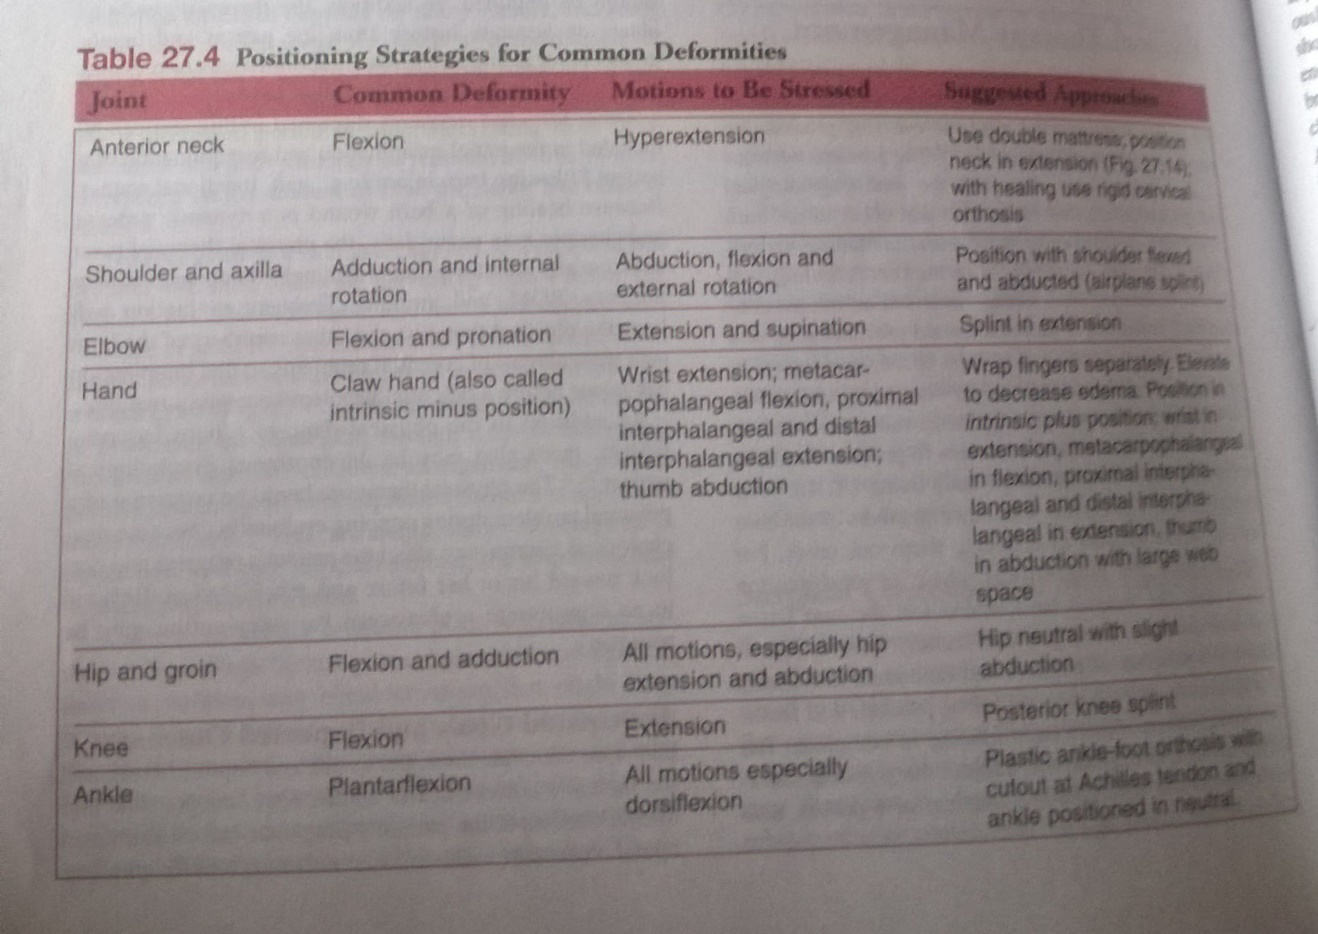 Table 27.4 Positioning Strategies for Common Deformities
Joint Common Deformity Motions to Be Stressed Suggested Approaches
Anterior neck Flexion Hyperextension Use double mattress; position
neck in extension (Fig. 27.14);
with healing use rigid cervical
orthosis
Shoulder and axilla Adduction and internal Abduction, flexion and Position with shoulder flexed
rotation external rotation and abducted (airplane splint)
Elbow Flexion and pronation Extension and supination Splint in extension
Hand Claw hand (also called Wrist extension; metacar- Wrap fingers separately. Elevate
intrinsic minus position) pophalangeal flexion, proximal to decrease edema. Position in
interphalangeal and distal intrinsic plus position; wrist in
interphalangeal extension; extension, metacarpophalangeal
thumb abduction in flexion, proximal interpha-
langeal and distal interpha-
langeal in extension, thumb
in abduction with large web
space
Hip and groin Flexion and adduction All motions, especially hip Hip neutral with slight
extension and abduction abduction
Knee Flexion Extension Posterior knee splint
Ankle Plantarflexion All motions especially Plastic ankle-foot orthosis with
dorsiflexion cutout at Achilles tendon and
ankle positioned in neutral.